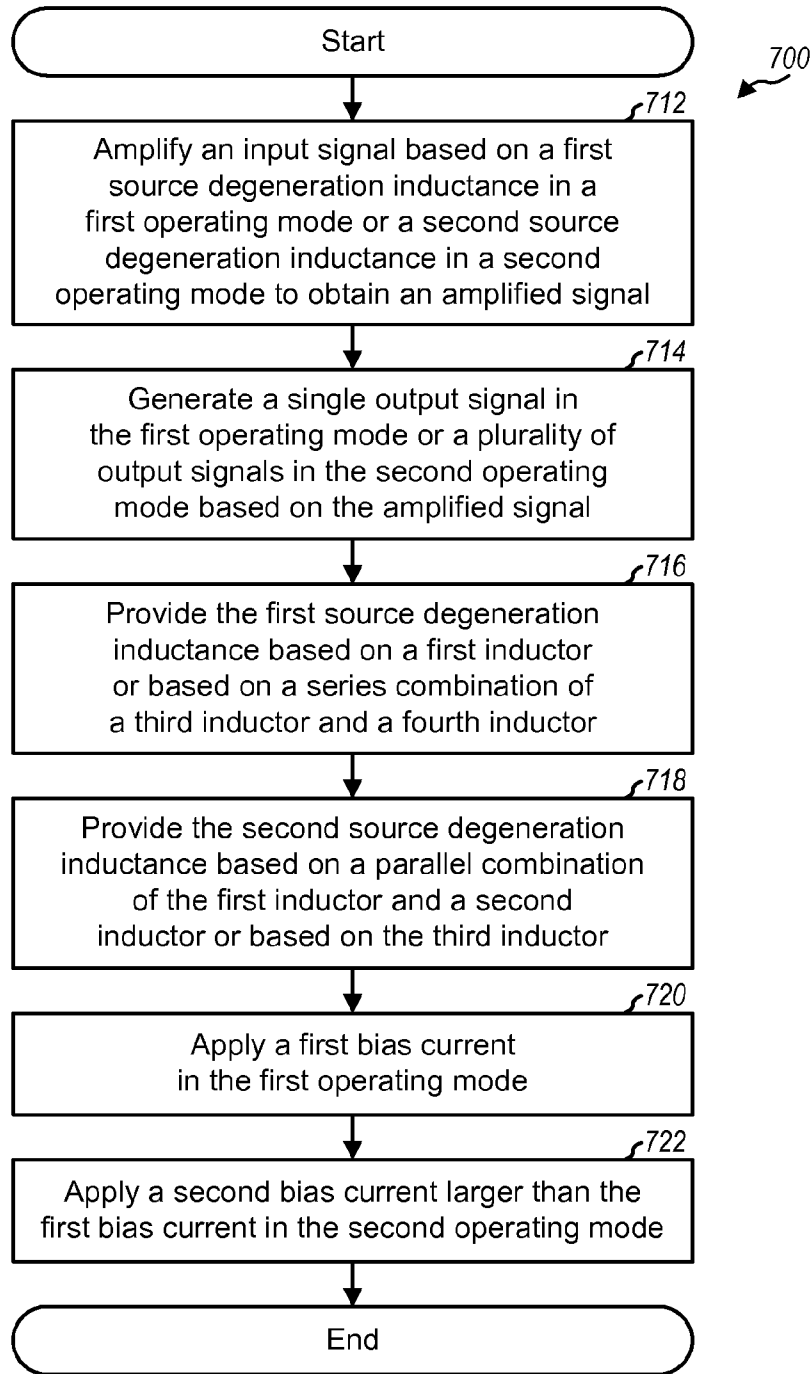 Start
700
712
Amplify an input signal based on a first
source degeneration inductance in a
first operating mode or a second source
degeneration inductance in a second
operating mode to obtain an amplified signal
714
Generate a single output signal in
the first operating mode or a plurality of
output signals in the second operating
mode based on the amplified signal
716
Provide the first source degeneration
inductance based on a first inductor
or based on a series combination of
a third inductor and a fourth inductor
718
Provide the second source degeneration
inductance based on a parallel combination
of the first inductor and a second
inductor or based on the third inductor
720
Apply a first bias current
in the first operating mode
722
Apply a second bias current larger than the
first bias current in the second operating mode
End